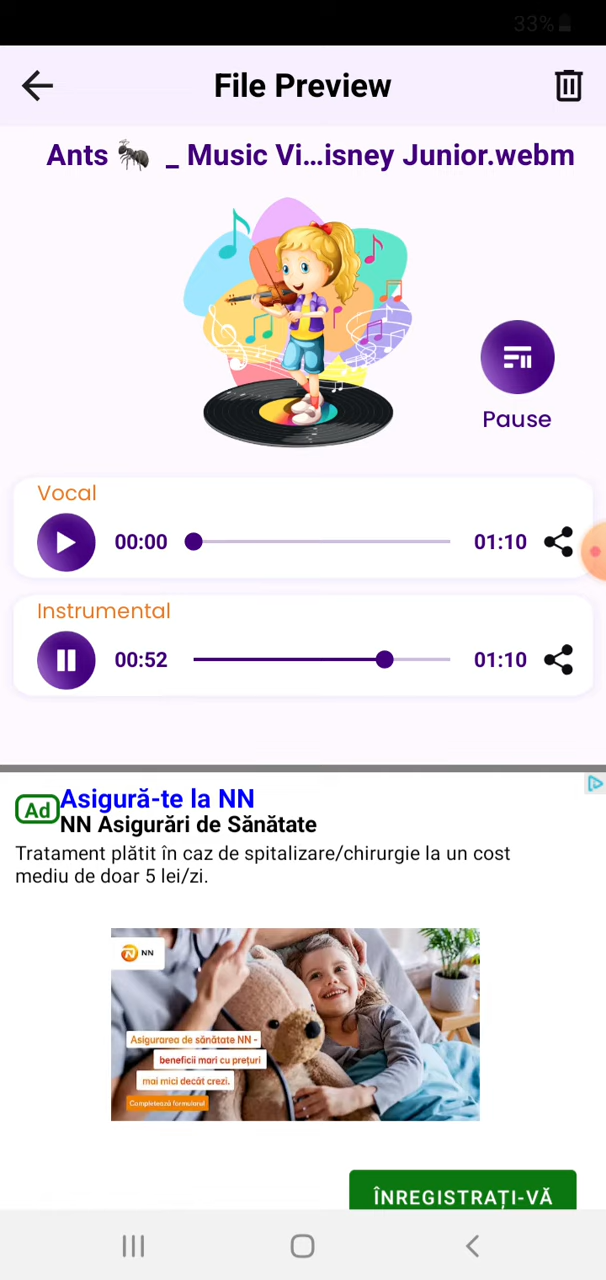 33%
File Preview
Ants 🐜 _ Music Vi...isney Junior.webm
Pause
Vocal
00:00
01:10
Instrumental
00:52
01:10
Ad
Asigură-te la NN
NN Asigurări de Sănătate
Tratament plătit în caz de spitalizare/chirurgie la un cost
mediu de doar 5 lei/zi.
NN
Asigurarea de sănătate NN -
beneficii mari cu prețuri
mai mici decât crezi.
Completează formularul
ÎNREGISTRAȚI-VĂ